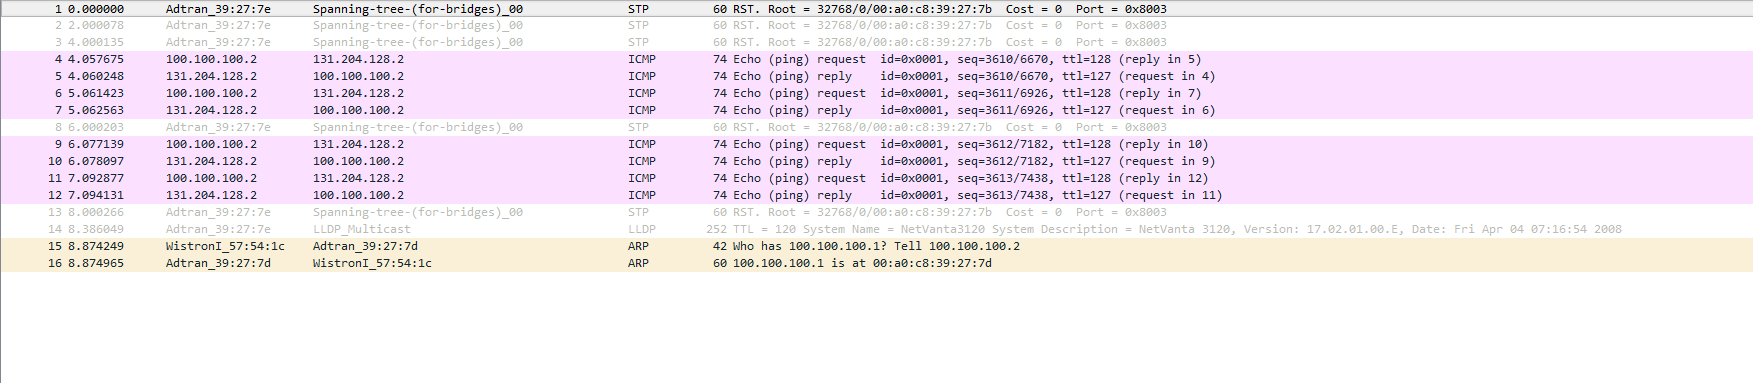 1 0.000000 Adtran_39:27:7e Spanning-tree-(for-bridges)_00 STP 60 RST. Root = 32768/0/00:a0:c8:39:27:7b Cost = 0 Port = 0x8003
2 2.000078 Adtran_39:27:7e Spanning-tree-(for-bridges)_00 STP 60 RST. Root = 32768/0/00:a0:c8:39:27:7b Cost = 0 Port = 0x8003
3 4.000135 Adtran_39:27:7e Spanning-tree-(for-bridges)_00 STP 60 RST. Root = 32768/0/00:a0:c8:39:27:7b Cost = 0 Port = 0x8003
4 4.057675 100.100.100.2 131.204.128.2 ICMP 74 Echo (ping) request id=0x0001, seq=3610/6670, ttl=128 (reply in 5)
5 4.060248 131.204.128.2 100.100.100.2 ICMP 74 Echo (ping) reply id=0x0001, seq=3610/6670, ttl=127 (request in 4)
6 5.061423 100.100.100.2 131.204.128.2 ICMP 74 Echo (ping) request id=0x0001, seq=3611/6926, ttl=128 (reply in 7)
7 5.062563 131.204.128.2 100.100.100.2 ICMP 74 Echo (ping) reply id=0x0001, seq=3611/6926, ttl=127 (request in 6)
8 6.000203 Adtran_39:27:7e Spanning-tree-(for-bridges)_00 STP 60 RST. Root = 32768/0/00:a0:c8:39:27:7b Cost = 0 Port = 0x8003
9 6.077139 100.100.100.2 131.204.128.2 ICMP 74 Echo (ping) request id=0x0001, seq=3612/7182, ttl=128 (reply in 10)
10 6.078097 131.204.128.2 100.100.100.2 ICMP 74 Echo (ping) reply id=0x0001, seq=3612/7182, ttl=127 (request in 9)
11 7.092877 100.100.100.2 131.204.128.2 ICMP 74 Echo (ping) request id=0x0001, seq=3613/7438, ttl=128 (reply in 12)
12 7.094131 131.204.128.2 100.100.100.2 ICMP 74 Echo (ping) reply id=0x0001, seq=3613/7438, ttl=127 (request in 11)
13 8.000266 Adtran_39:27:7e Spanning-tree-(for-bridges)_00 STP 60 RST. Root = 32768/0/00:a0:c8:39:27:7b Cost = 0 Port = 0x8003
14 8.386049 Adtran_39:27:7e LLDP_Multicast LLDP 252 TTL = 120 System Name = NetVanta3120 System Description = NetVanta 3120, Version: 17.02.01.00.E, Date: Fri Apr 04 07:16:54 2008
15 8.874249 WistronI_57:54:1c Adtran_39:27:7d ARP 42 Who has 100.100.100.1? Tell 100.100.100.2
16 8.874965 Adtran_39:27:7d WistronI_57:54:1c ARP 60 100.100.100.1 is at 00:a0:c8:39:27:7d